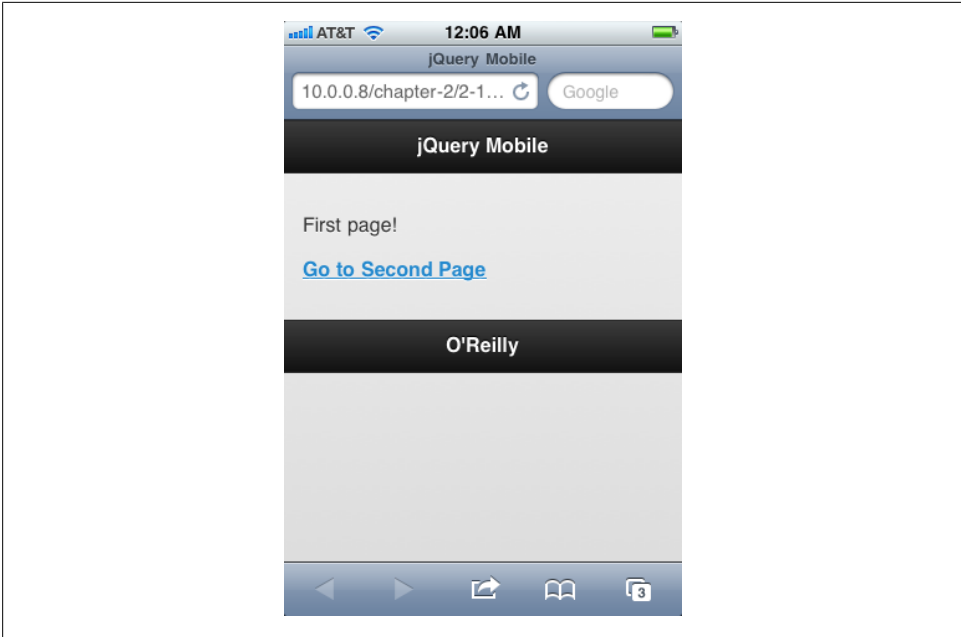 AT&T 12:06 AM
jQuery Mobile
10.0.0.8/chapter-2/2-1... Google
jQuery Mobile
First page!
Go to Second Page
O'Reilly
3